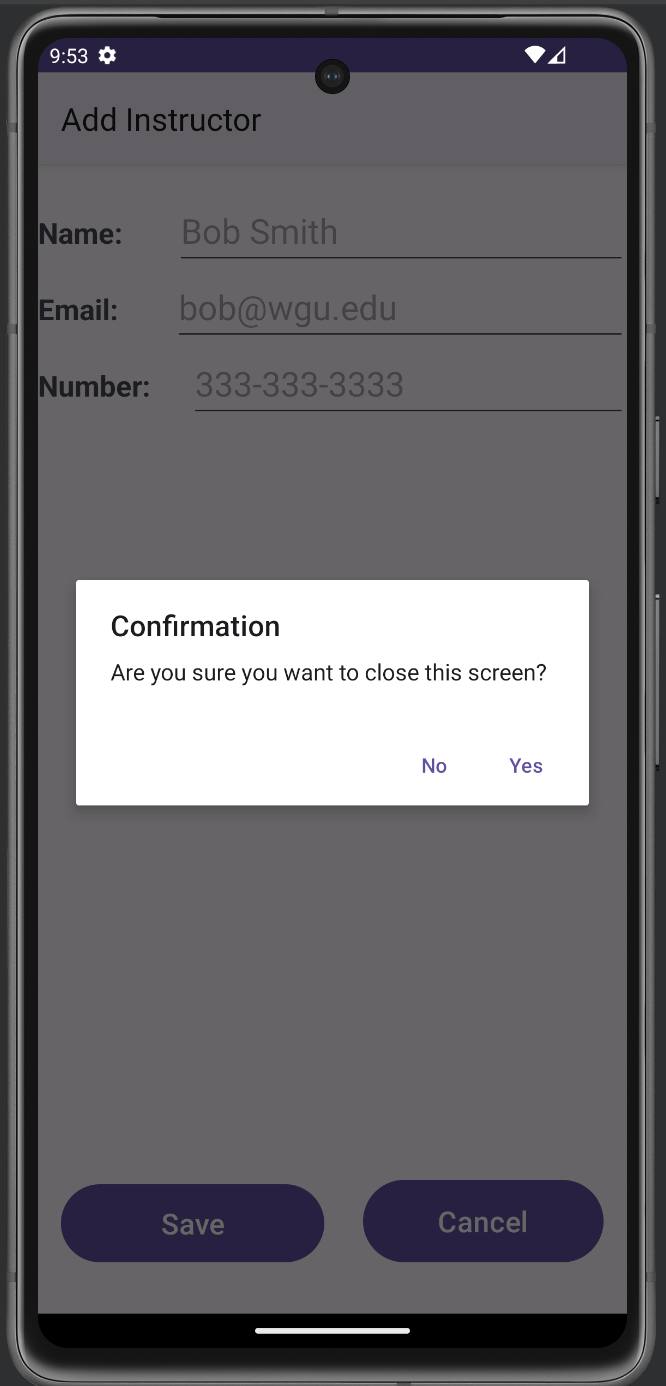 9:53
Add Instructor
Name: Bob Smith
Email: bob@wgu.edu
Number: 333-333-3333
Confirmation
Are you sure you want to close this screen?
No Yes
Save Cancel